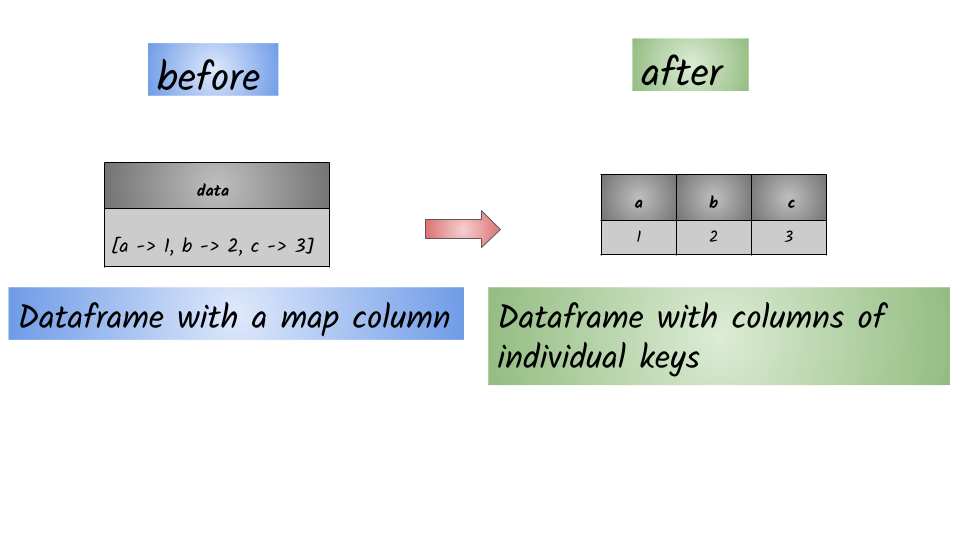 before
after
data
[a -> 1, b -> 2, c -> 3]
a b c
1 2 3
Dataframe with a map column
Dataframe with columns of
individual keys